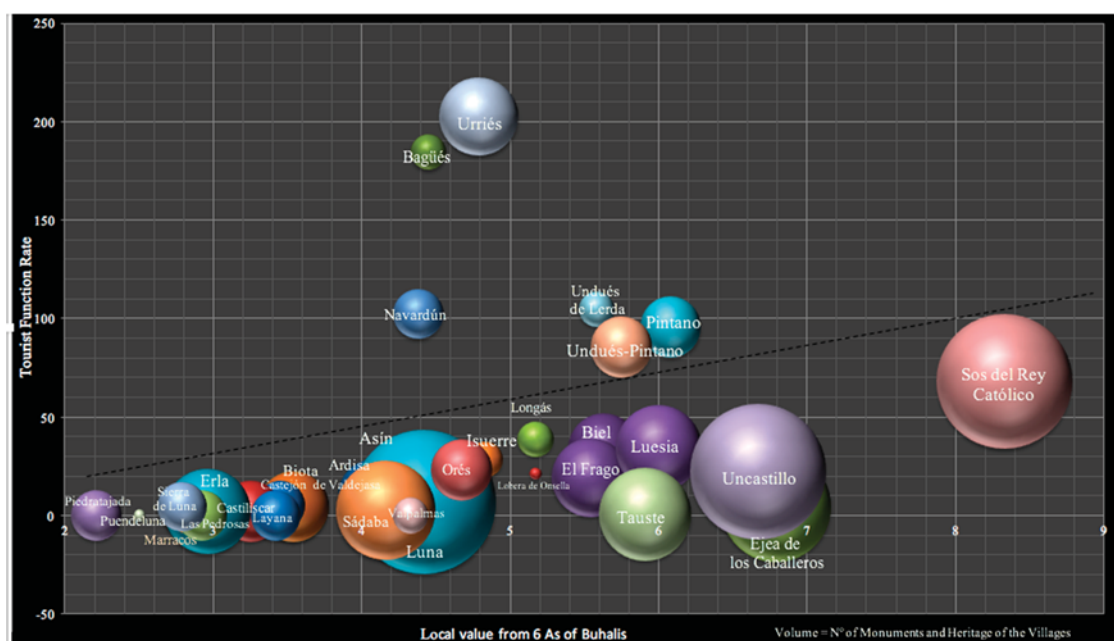 250
200
150
100
50
0
-50
Tourist Function Rate
Urriés
Bagüés
Navardún
Undués
de Lerda
Pintano
Undués-Pintano
Sos del Rey
Católico
Longás
Biel
Luesia
Asín
Isuerre
Orés
El Frago
Lobera de Onsella
Uncastillo
Erla
Biota
Ardisa
Castejón de Valdejasa
Piedratajada
Sierra
de Luna
Puendeluna
Las Pedrosas
Castiliscar
Layana
Marracos
Sádaba
Valpalmas
Luna
Tauste
Ejea de
los Caballeros
2 3 4 5 6 7 8 9
Local value from 6 As of Buhalis
Volume = Nº of Monuments and Heritage of the Villages